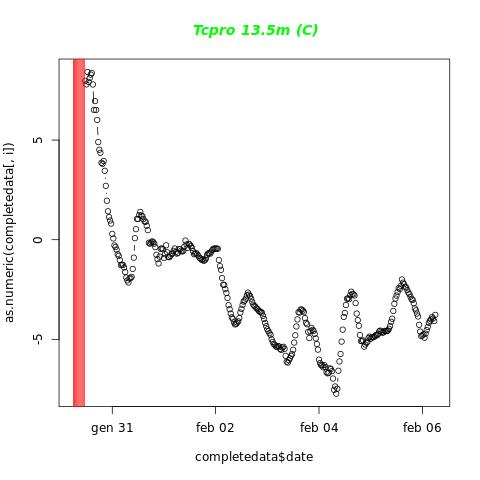 Tcpro 13.5m (C)
as.numeric(completedata[, i])
5
0
-5
gen 31
feb 02
feb 04
feb 06
completedata$date